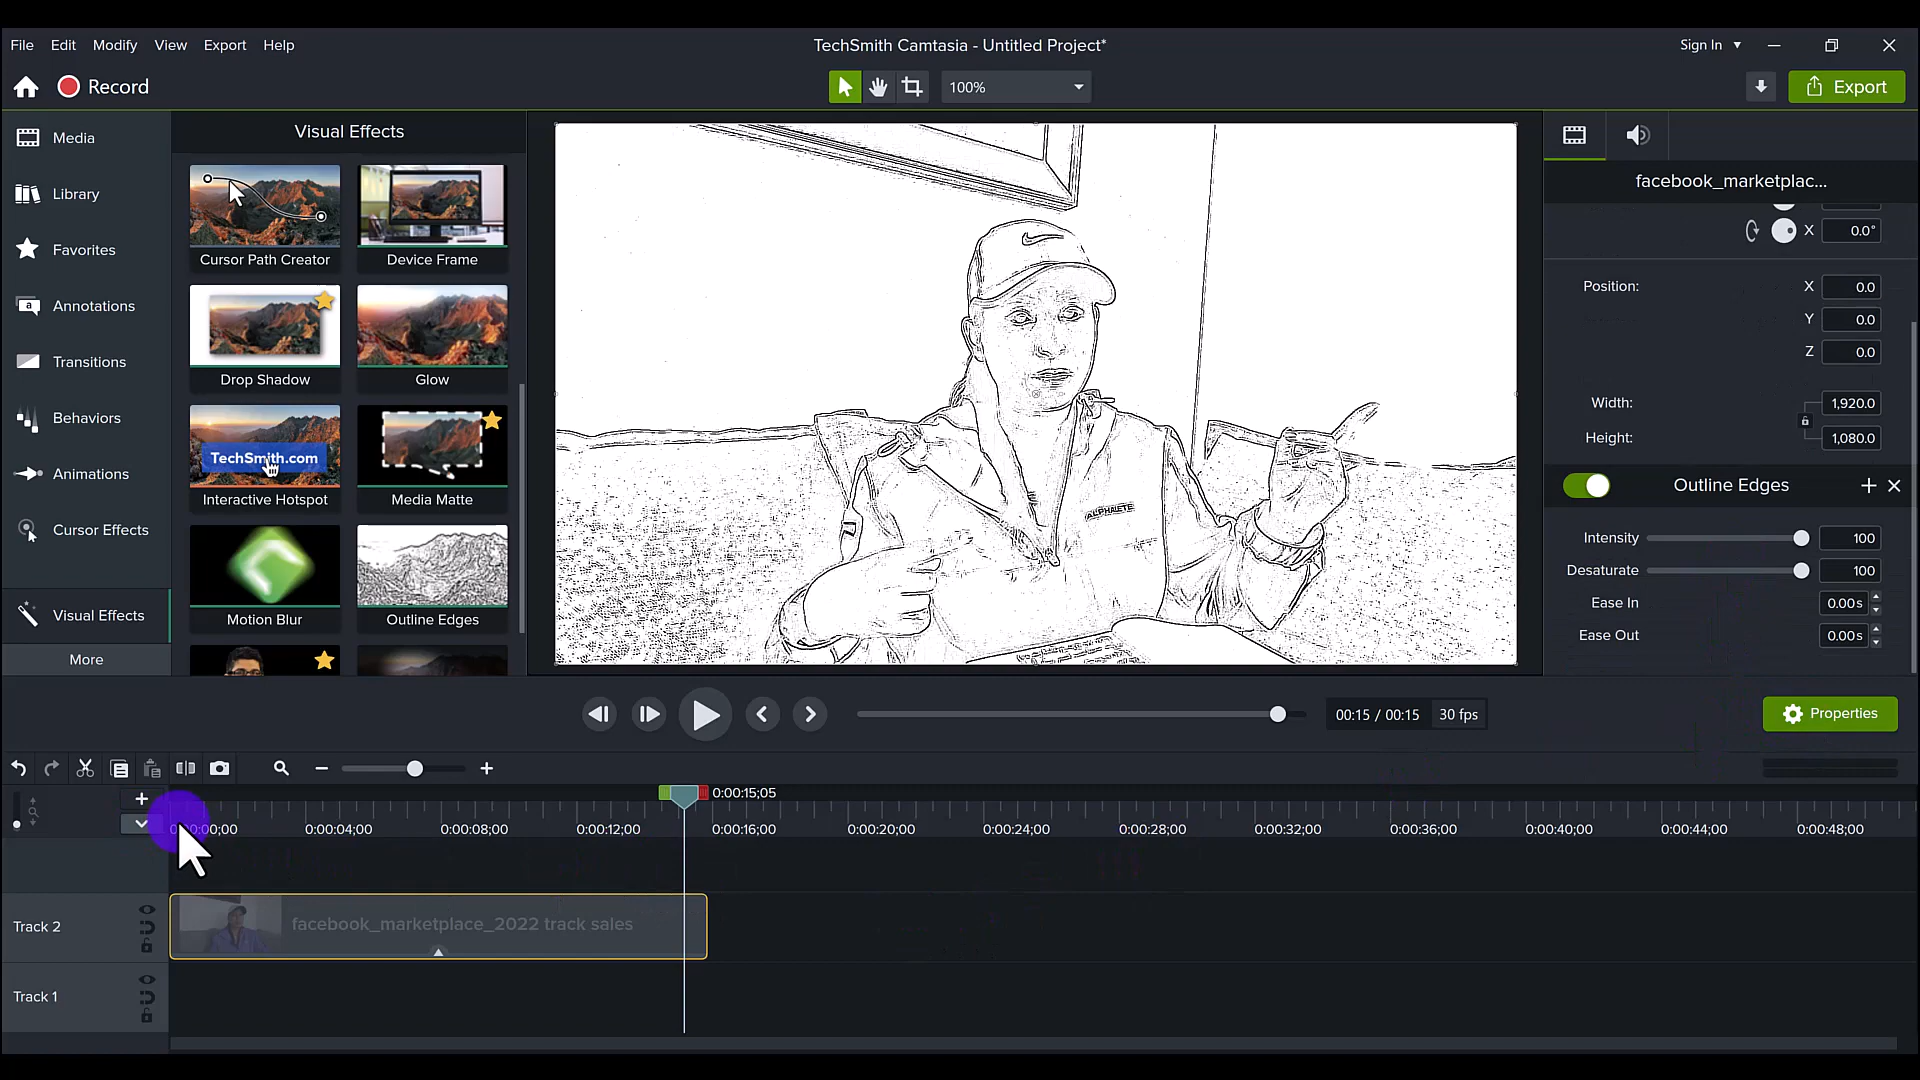 File Edit Modify View Export Help
TechSmith Camtasia - Untitled Project*
Sign In
Record
100%
Export
Media
Library
Favorites
Annotations
Transitions
Behaviors
Animations
Cursor Effects
Visual Effects
More
Visual Effects
Cursor Path Creator
Device Frame
Drop Shadow
Glow
TechSmith.com
Interactive Hotspot
Media Matte
Motion Blur
Outline Edges
ALPHALETE
facebook_marketplac...
X 0.0°
Position: X 0.0
Y 0.0
Z 0.0
Width: 1,920.0
Height: 1,080.0
Outline Edges
Intensity 100
Desaturate 100
Ease In 0.00s
Ease Out 0.00s
00:15 / 00:15 30 fps
Properties
0:00:15;05
0:00:04;00 0:00:08;00 0:00:12;00 0:00:16;00 0:00:20;00 0:00:24;00 0:00:28;00 0:00:32;00 0:00:36;00 0:00:40;00 0:00:44;00 0:00:48;00
Track 2
facebook_marketplace_2022 track sales
Track 1